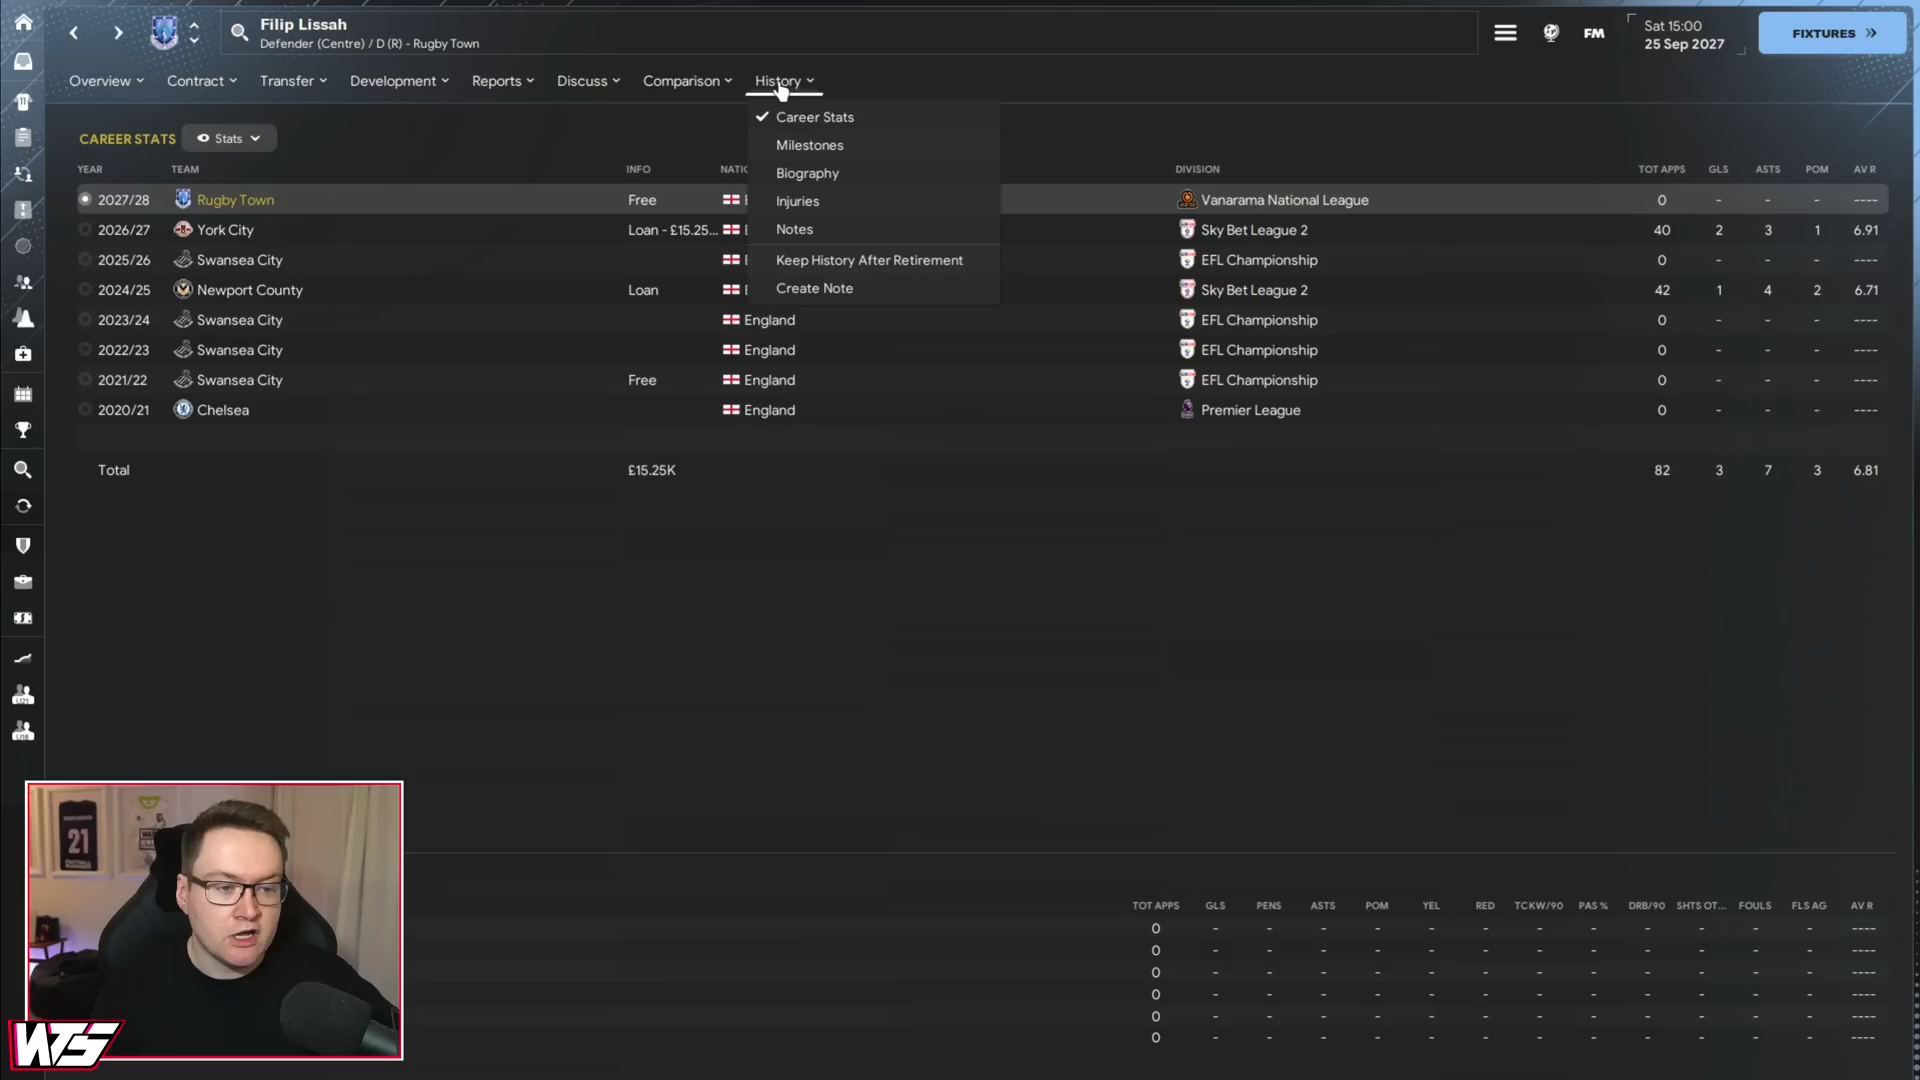 Filip Lissah
Defender (Centre) / D (R) - Rugby Town
FM
Sat 15:00
25 Sep 2027
FIXTURES
Overview Contract Transfer Development Reports Discuss Comparison History
CAREER STATS Stats
Career Stats
Milestones
Biography
Injuries
Notes
Keep History After Retirement
Create Note
YEAR TEAM INFO NATIO DIVISION TOT APPS GLS ASTS POM AV R
2027/28 Rugby Town Free E Vanarama National League 0 - - - ----
2026/27 York City Loan - £15.25... E Sky Bet League 2 40 2 3 1 6.91
2025/26 Swansea City E EFL Championship 0 - - - ----
2024/25 Newport County Loan E Sky Bet League 2 42 1 4 2 6.71
2023/24 Swansea City England EFL Championship 0 - - - ----
2022/23 Swansea City England EFL Championship 0 - - - ----
2021/22 Swansea City Free England EFL Championship 0 - - - ----
2020/21 Chelsea England Premier League 0 - - - ----
Total £15.25K 82 3 7 3 6.81
U21
U18
21
TOT APPS GLS PENS ASTS POM YEL RED TCKW/90 PAS % DRB/90 SHTS OT... FOULS FLS AG AV R
0 - - - - - - - - - - - - ----
0 - - - - - - - - - - - - ----
0 - - - - - - - - - - - - ----
0 - - - - - - - - - - - - ----
0 - - - - - - - - - - - - ----
0 - - - - - - - - - - - - ----
WTS